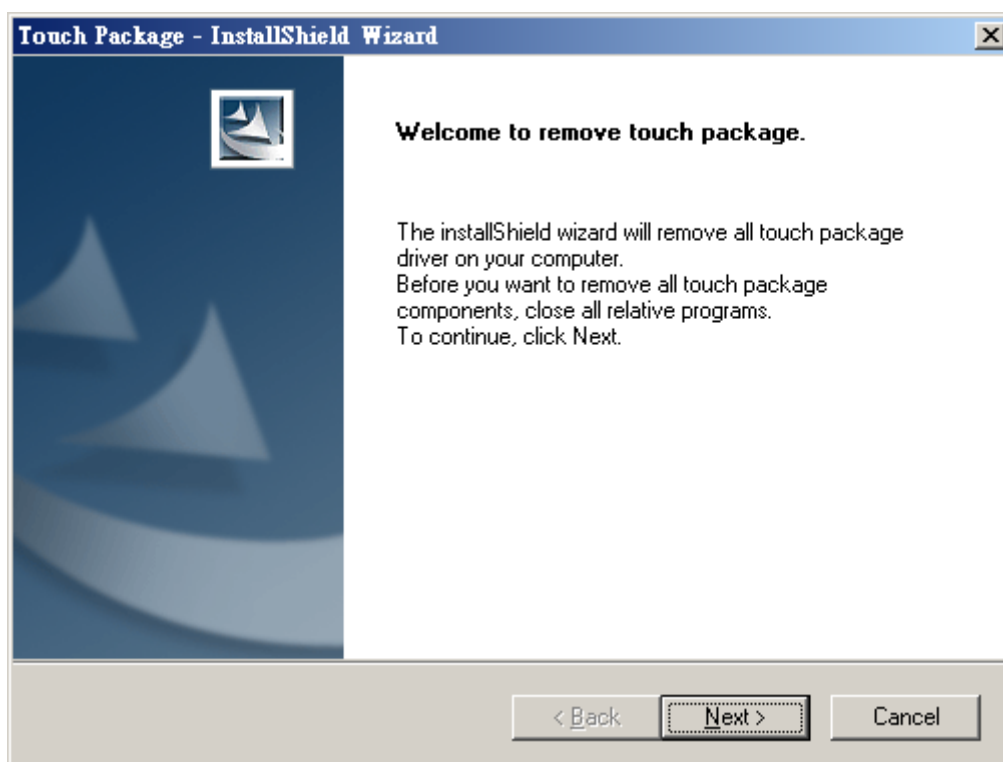 Touch Package - InstallShield Wizard
Welcome to remove touch package.
The installShield wizard will remove all touch package
driver on your computer.
Before you want to remove all touch package
components, close all relative programs.
To continue, click Next.
< Back
Next >
Cancel